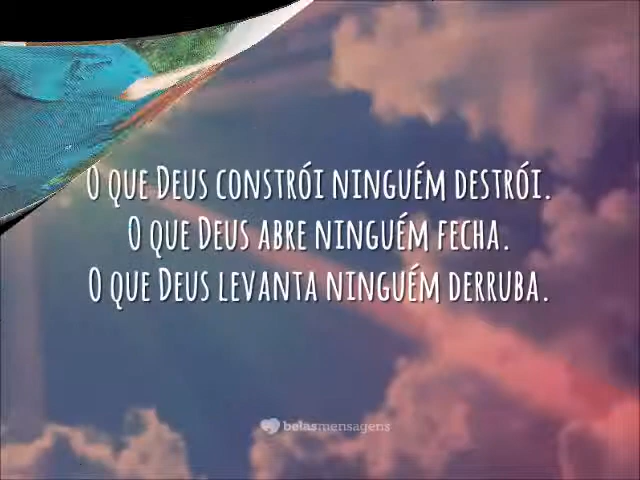 O que Deus constrói ninguém destrói.
O que Deus abre ninguém fecha.
O que Deus levanta ninguém derruba.
belasmensagens